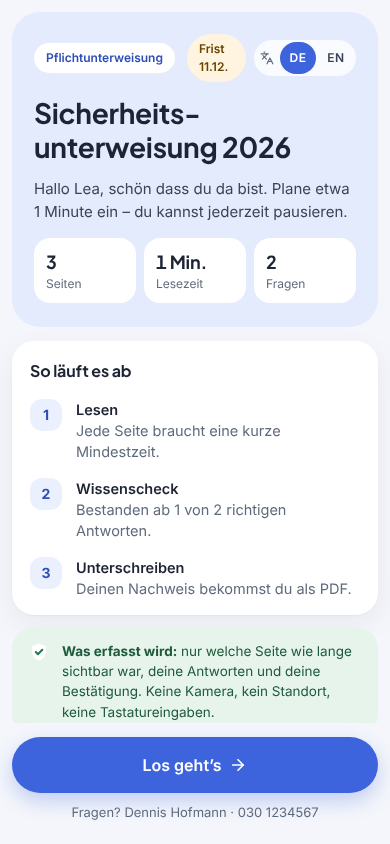 Pflichtunterweisung
Frist
11.12.
DE
EN
Sicherheits-
unterweisung 2026
Hallo Lea, schön dass du da bist. Plane etwa
1 Minute ein – du kannst jederzeit pausieren.
3
Seiten
1 Min.
Lesezeit
2
Fragen
So läuft es ab
1
Lesen
Jede Seite braucht eine kurze
Mindestzeit.
2
Wissenscheck
Bestanden ab 1 von 2 richtigen
Antworten.
3
Unterschreiben
Deinen Nachweis bekommst du als PDF.
Was erfasst wird: nur welche Seite wie lange
sichtbar war, deine Antworten und deine
Bestätigung. Keine Kamera, kein Standort,
keine Tastatureingaben.
Los geht’s →
Fragen? Dennis Hofmann · 030 1234567